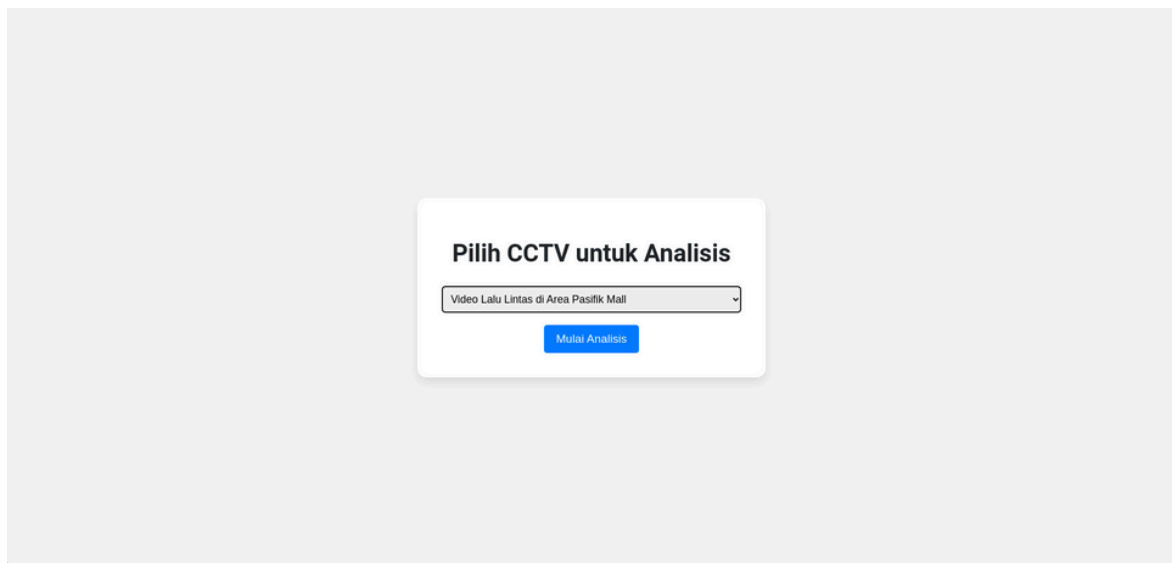 Pilih CCTV untuk Analisis
Video Lalu Lintas di Area Pasifik Mall
Mulai Analisis